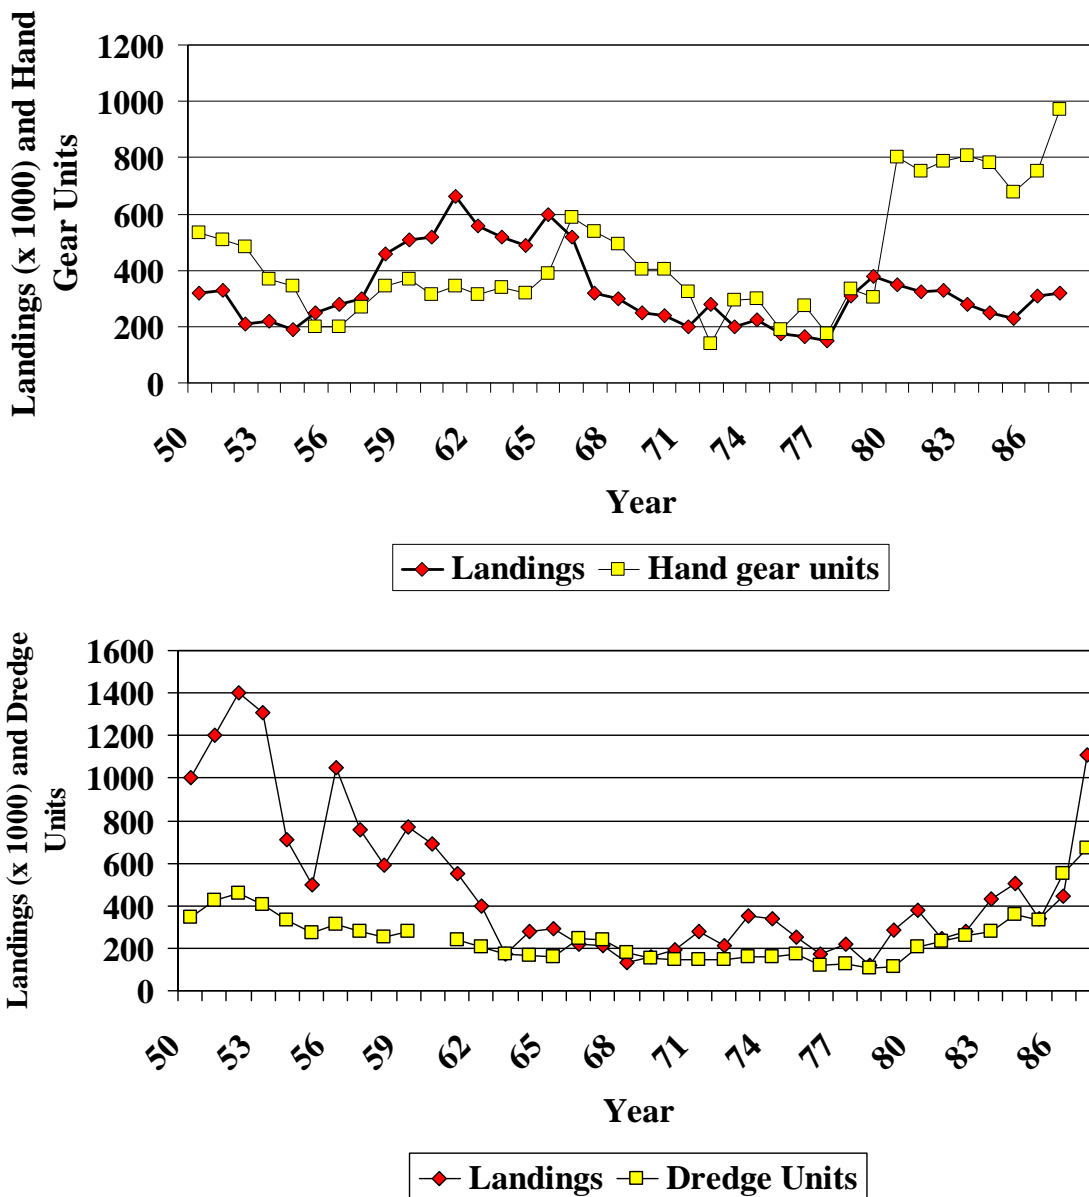 Landings (x 1000) and Hand
Gear Units
1200
1000
800
600
400
200
0
50 53 56 59 62 65 68 71 74 77 80 83 86
Year
Landings Hand gear units
Landings (x 1000) and Dredge
Units
1600
1400
1200
1000
800
600
400
200
0
50 53 56 59 62 65 68 71 74 77 80 83 86
Year
Landings Dredge Units